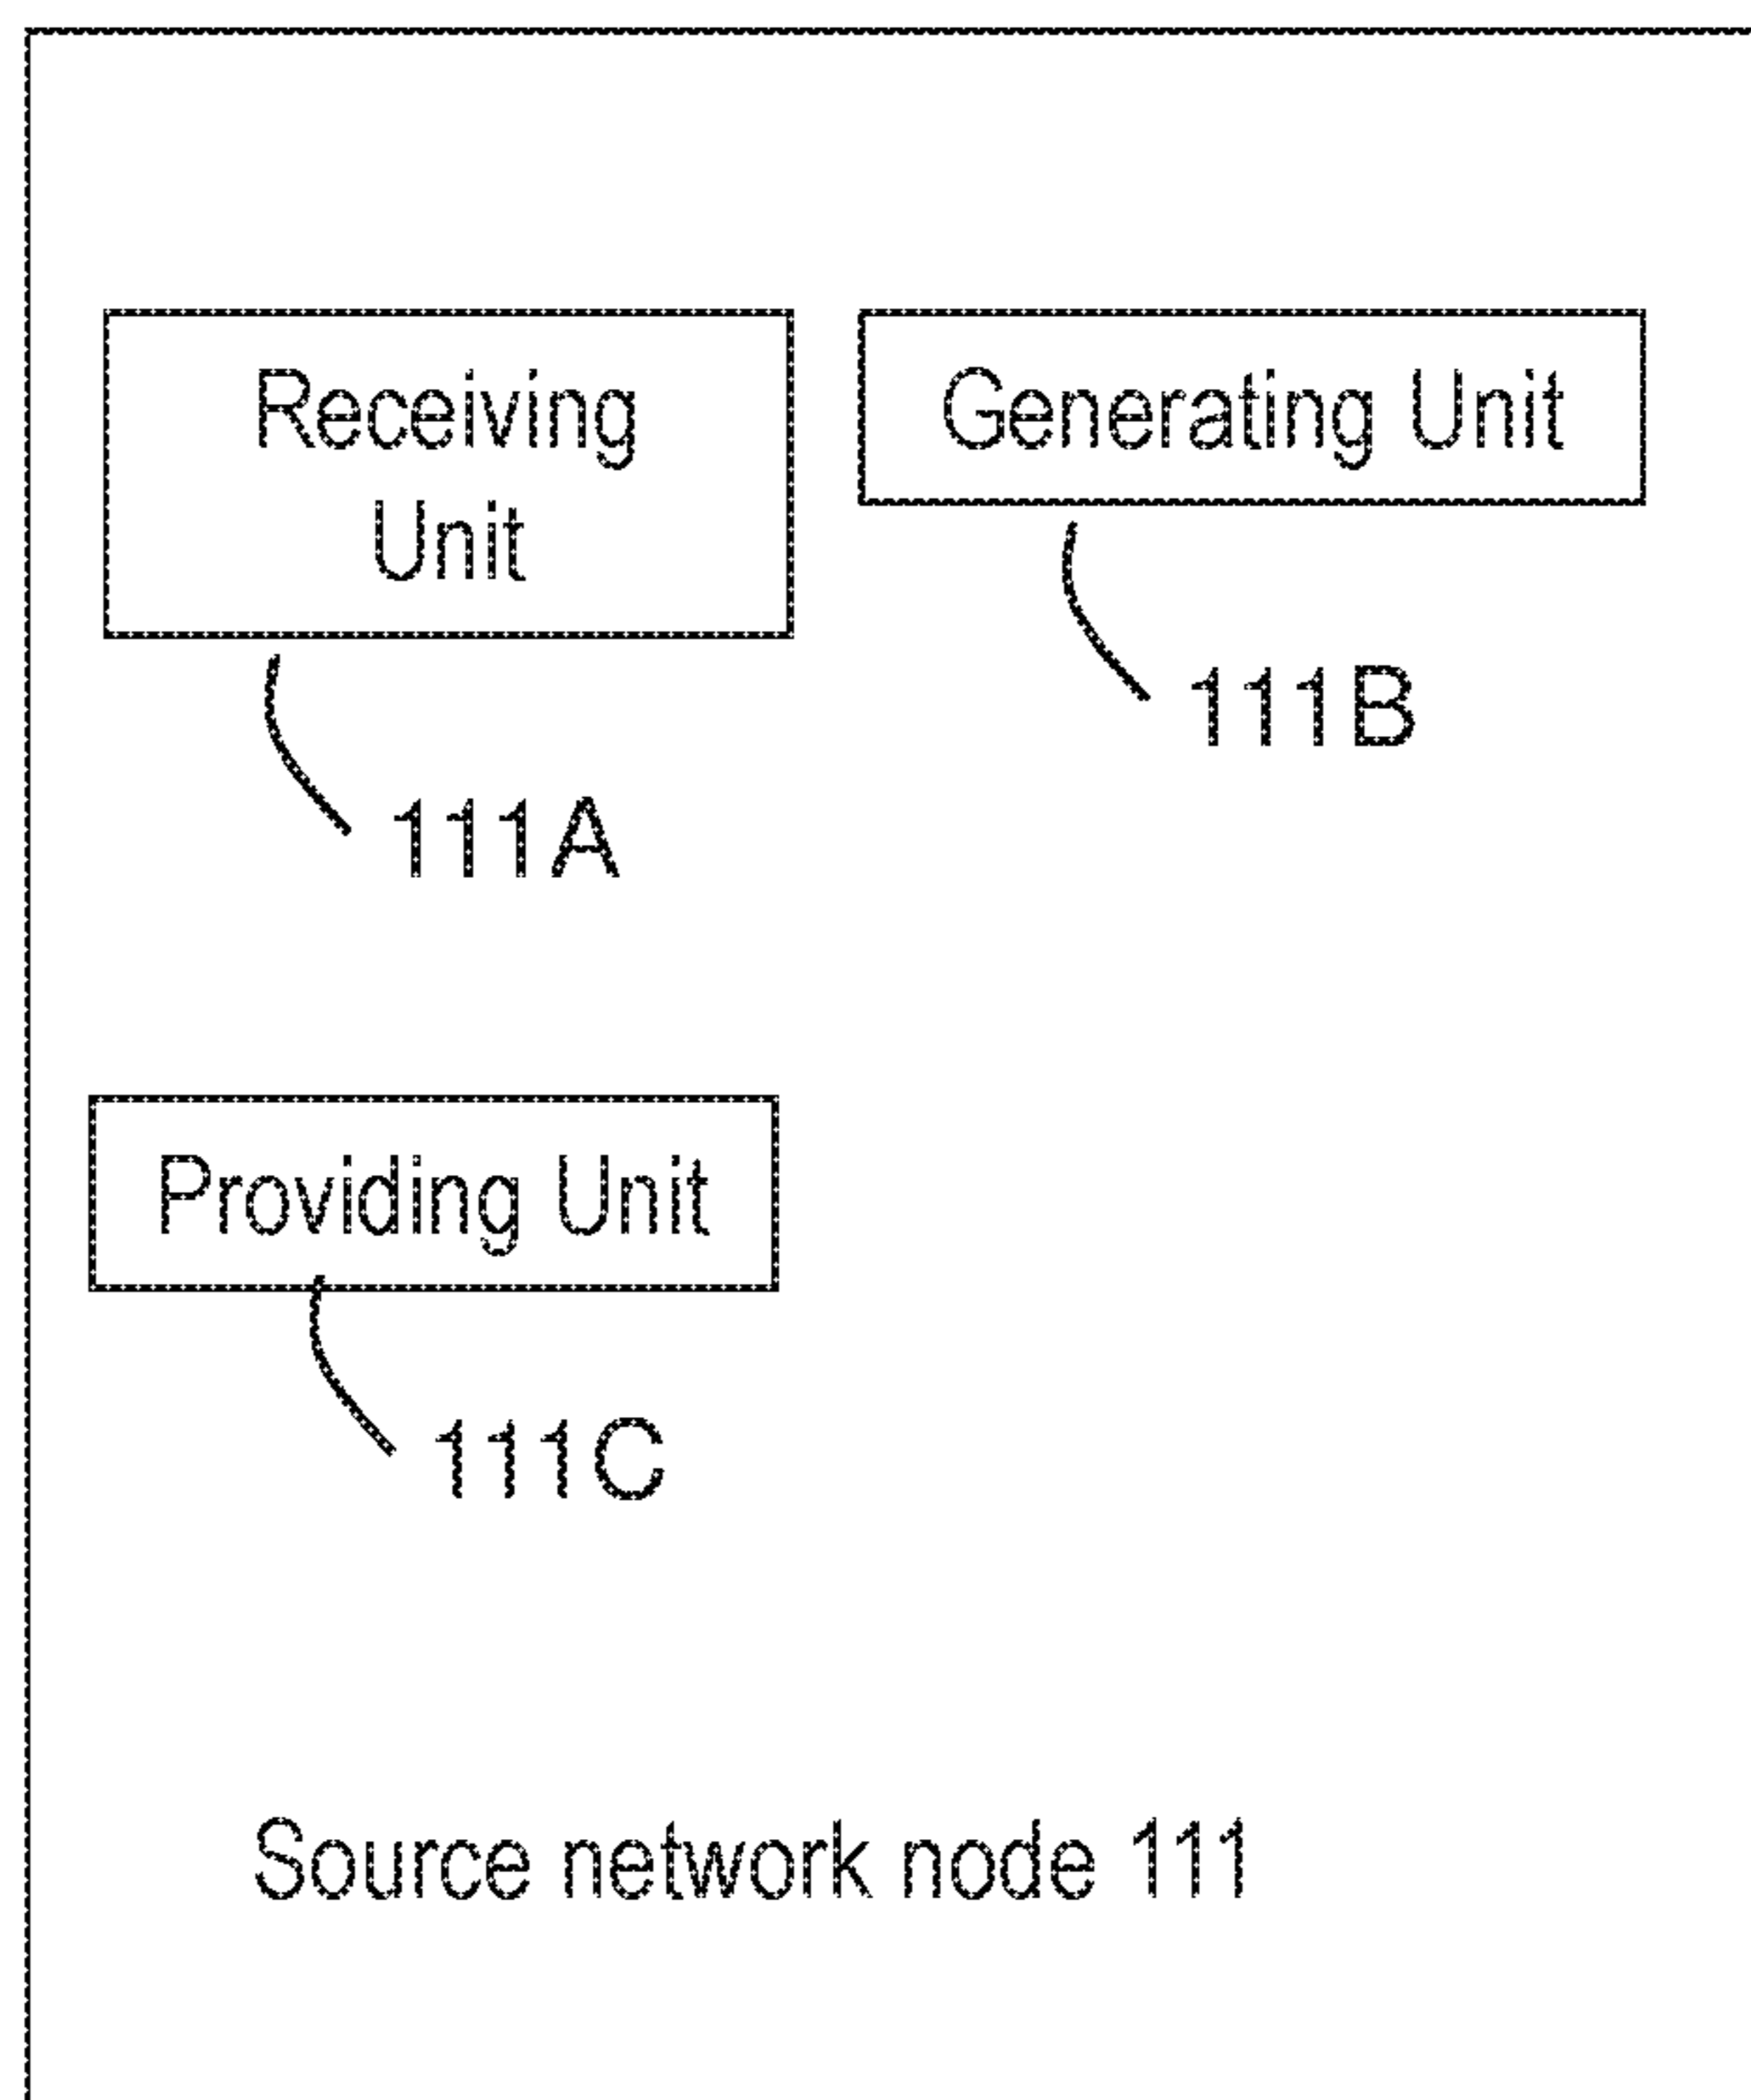 Receiving
Unit
111A
Generating Unit
111B
Providing Unit
111C
Source network node 111